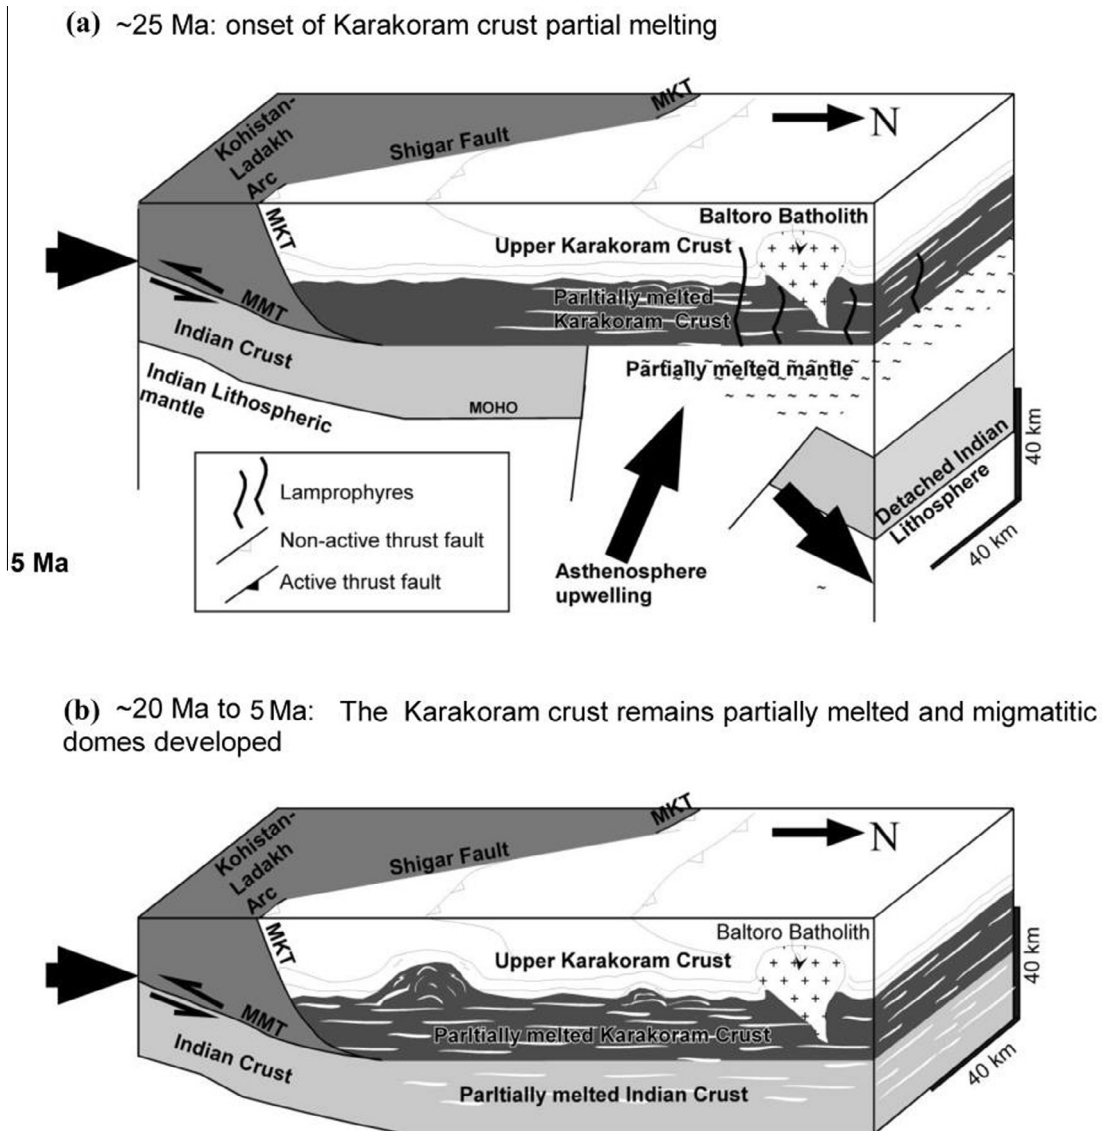 (a) ~25 Ma: onset of Karakoram crust partial melting
MKT
N
Kohistan-
Ladakh
Arc
Shigar Fault
MKT
Baltoro Batholith
Upper Karakoram Crust
Parltially melted
Karakoram Crust
MMT
Indian Crust
Partially melted mantle
Indian Lithospheric
mantle
MOHO
Detached Indian
Lithosphere
40 km
40 km
Lamprophyres
Non-active thrust fault
Active thrust fault
5 Ma
Asthenosphere
upwelling
(b) ~20 Ma to 5 Ma: The Karakoram crust remains partially melted and migmatitic
domes developed
MKT
N
Kohistan-
Ladakh
Arc
Shigar Fault
MKT
Baltoro Batholith
Upper Karakoram Crust
40 km
MMT
Parltially melted Karakoram Crust
Indian Crust
40 km
Parltially melted Indian Crust